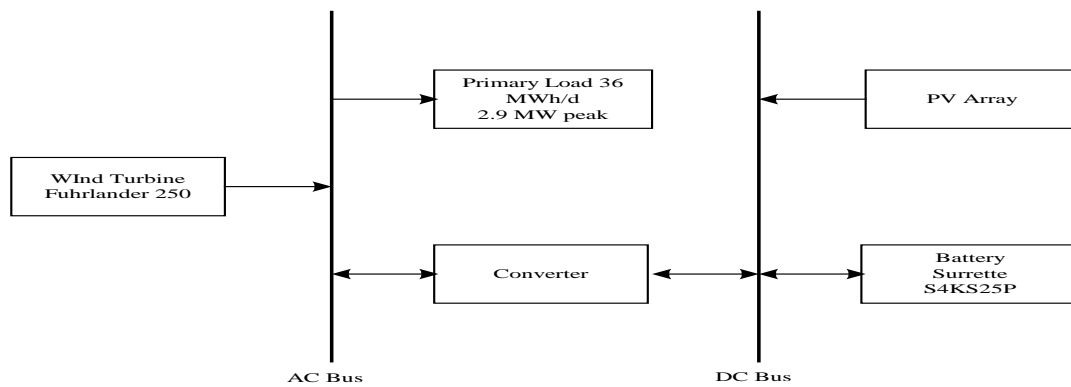 Primary Load 36
MWh/d
2.9 MW peak
PV Array
WInd Turbine
Fuhrlander 250
Converter
Battery
Surrette
S4KS25P
AC Bus
DC Bus